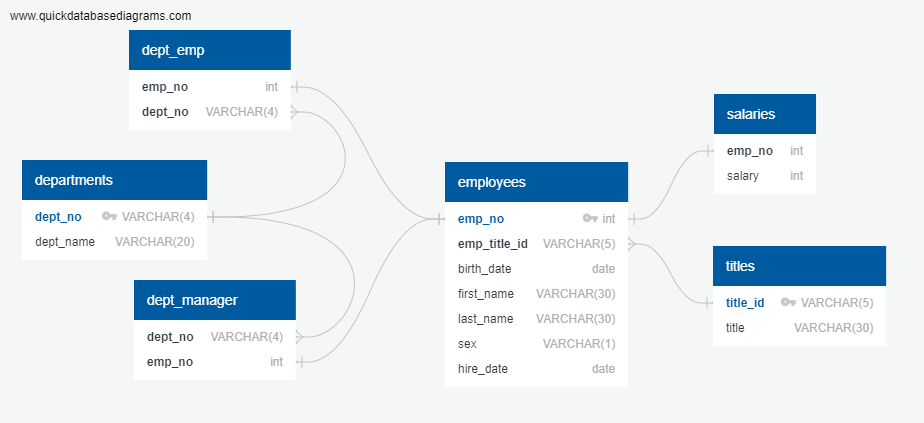 www.quickdatabasediagrams.com
dept_emp
emp_no int
dept_no VARCHAR(4)
departments
dept_no VARCHAR(4)
dept_name VARCHAR(20)
dept_manager
dept_no VARCHAR(4)
emp_no int
employees
emp_no int
emp_title_id VARCHAR(5)
birth_date date
first_name VARCHAR(30)
last_name VARCHAR(30)
sex VARCHAR(1)
hire_date date
salaries
emp_no int
salary int
titles
title_id VARCHAR(5)
title VARCHAR(30)